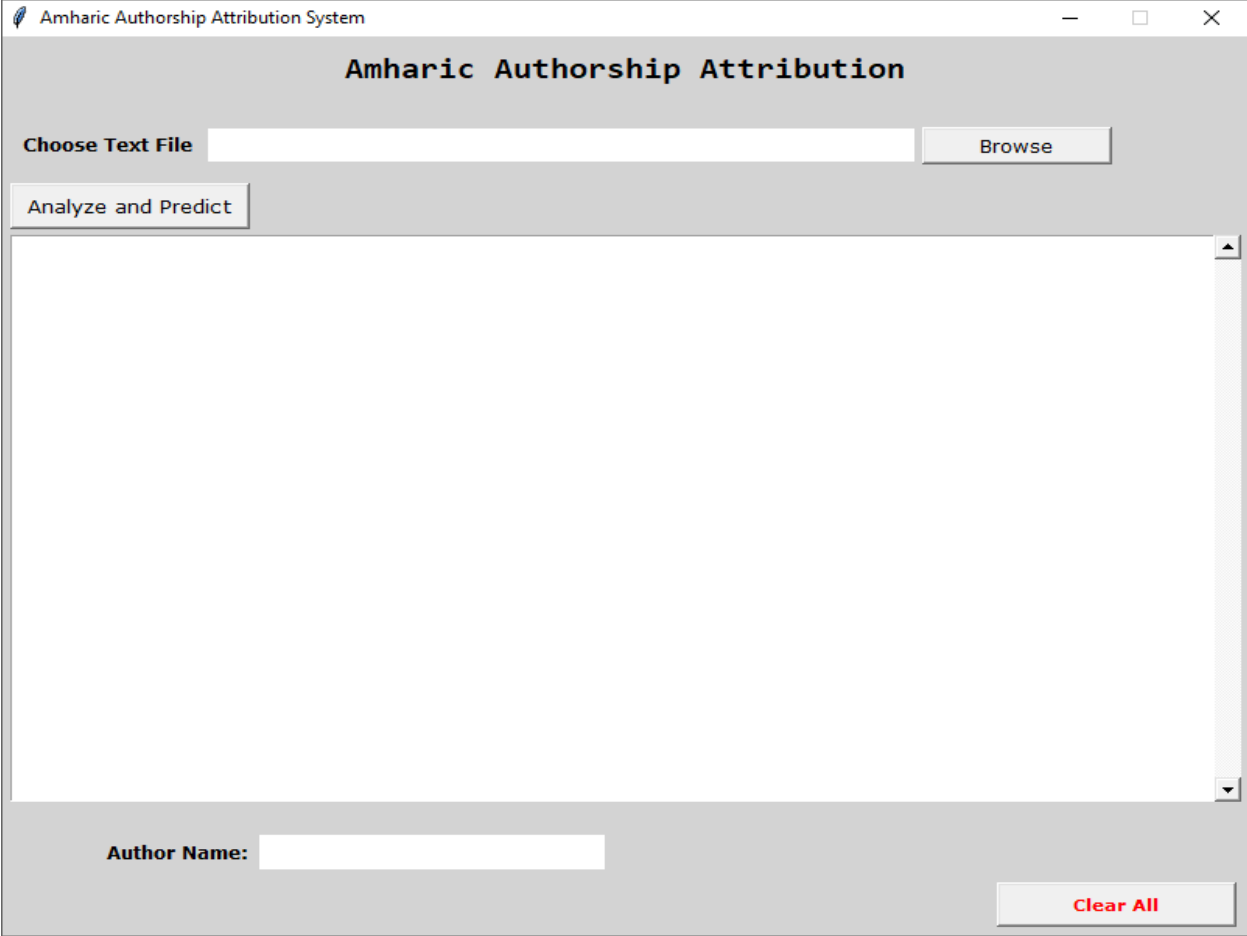 Amharic Authorship Attribution System
Amharic Authorship Attribution
Choose Text File
Browse
Analyze and Predict
Author Name:
Clear All